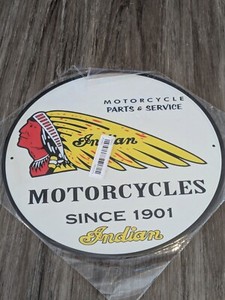 MOTORCYCLE
PARTS & SERVICE
Indian
MOTORCYCLES
SINCE 1901
Indian